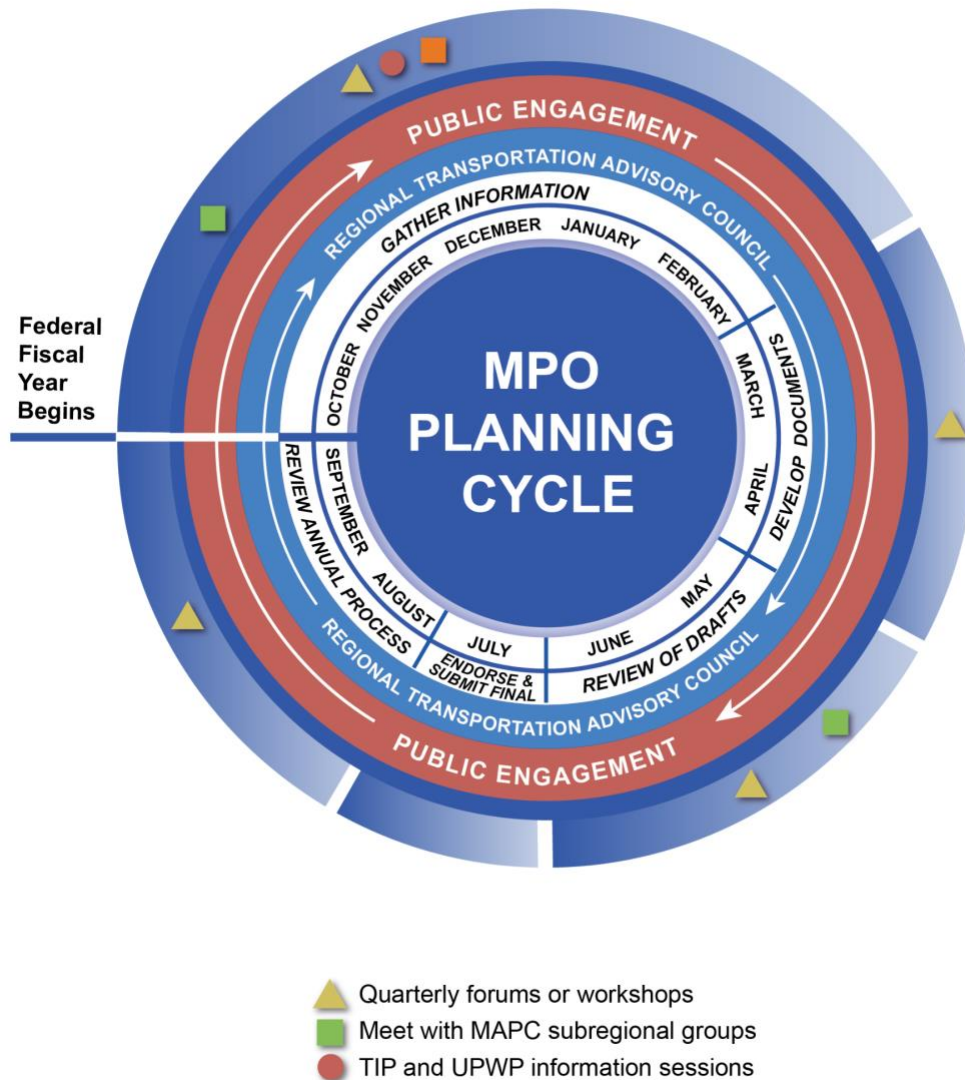 PUBLIC ENGAGEMENT
REGIONAL TRANSPORTATION ADVISORY COUNCIL
GATHER INFORMATION
OCTOBER
NOVEMBER
DECEMBER
JANUARY
FEBRUARY
DEVELOP DOCUMENTS
MARCH
APRIL
Federal
Fiscal
Year
Begins
MPO
PLANNING
CYCLE
MAY
JUNE
REVIEW OF DRAFTS
JULY
ENDORSE &
SUBMIT FINAL
AUGUST
SEPTEMBER
REVIEW ANNUAL PROCESS
REGIONAL TRANSPORTATION ADVISORY COUNCIL
PUBLIC ENGAGEMENT
Quarterly forums or workshops
Meet with MAPC subregional groups
TIP and UPWP information sessions